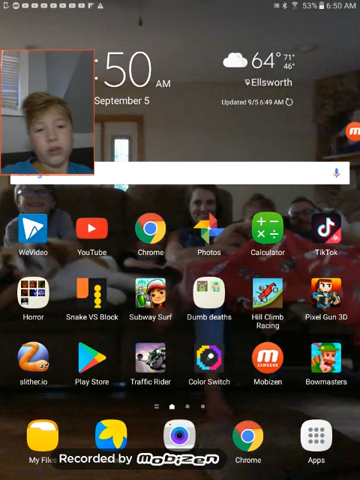 53% 6:50 AM
:50 AM
September 5
64° 71°
46°
Ellsworth
Updated 9/5 6:49 AM
WeVideo YouTube Chrome Photos Calculator TikTok
Horror Snake VS Block Subway Surf Dumb deaths Hill Climb Racing Pixel Gun 3D
slither.io Play Store Traffic Rider Color Switch Mobizen Bowmasters
My Files Chrome Apps
Recorded by Mobizen